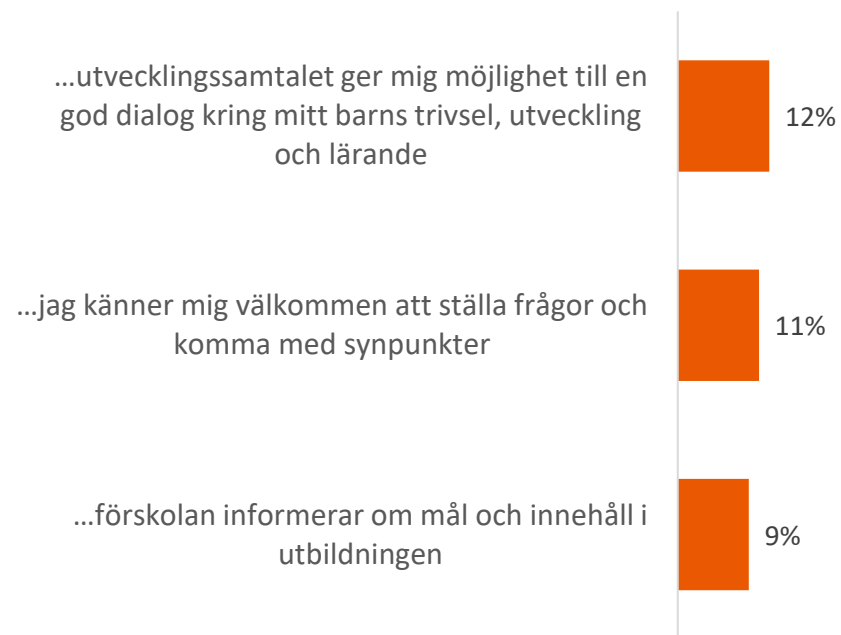 ...utvecklingssamtalet ger mig möjlighet till en
god dialog kring mitt barns trivsel, utveckling
och lärande
12%
...jag känner mig välkommen att ställa frågor och
komma med synpunkter
11%
...förskolan informerar om mål och innehåll i
utbildningen
9%